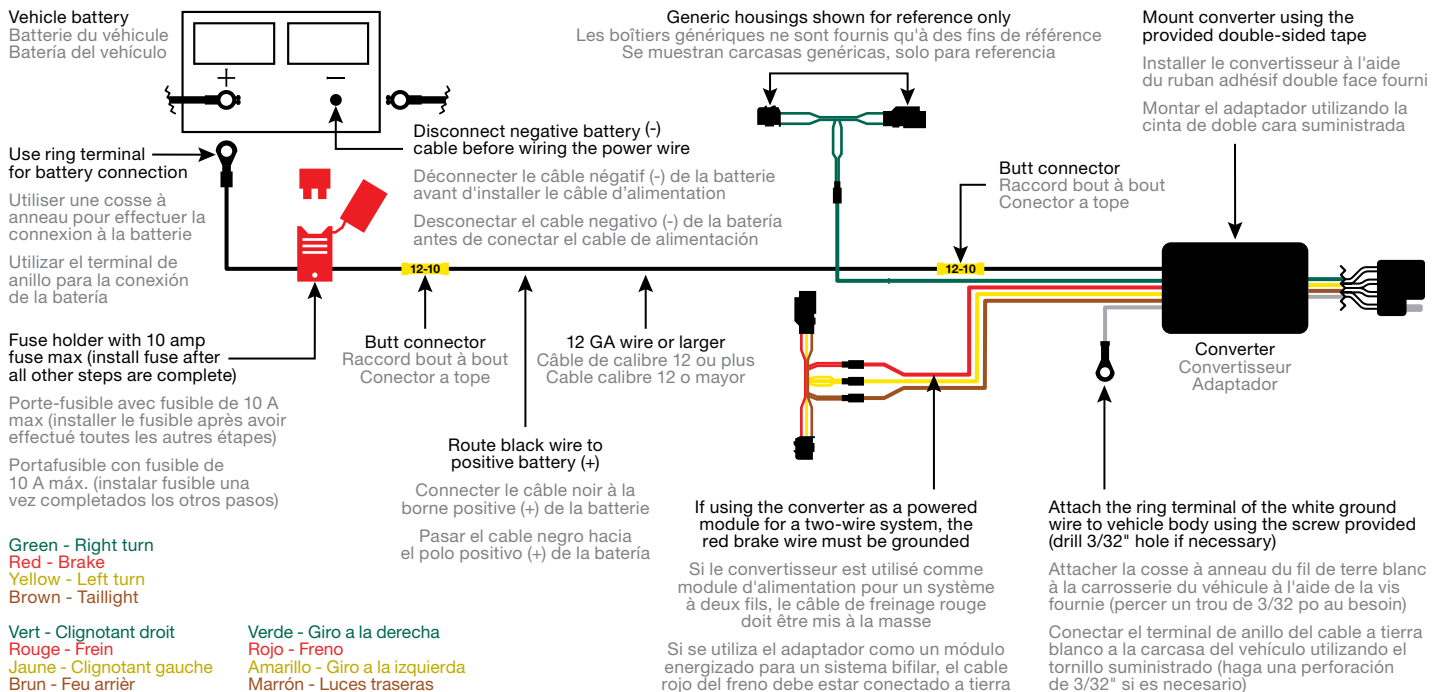 Vehicle battery
Batterie du véhicule
Batería del vehículo
+
–
Use ring terminal
for battery connection
Utiliser une cosse à
anneau pour effectuer la
connexion à la batterie
Utilizar el terminal de
anillo para la conexión
de la batería
Disconnect negative battery (-)
cable before wiring the power wire
Déconnecter le câble négatif (-) de la batterie
avant d'installer le câble d'alimentation
Desconectar el cable negativo (-) de la batería
antes de conectar el cable de alimentación
Generic housings shown for reference only
Les boîtiers génériques ne sont fournis qu'à des fins de référence
Se muestran carcasas genéricas, solo para referencia
Mount converter using the
provided double-sided tape
Installer le convertisseur à l'aide
du ruban adhésif double face fourni
Montar el adaptador utilizando la
cinta de doble cara suministrada
Butt connector
Raccord bout à bout
Conector a tope
12-10
12-10
Fuse holder with 10 amp
fuse max (install fuse after
all other steps are complete)
Porte-fusible avec fusible de 10 A
max (installer le fusible après avoir
effectué toutes les autres étapes)
Portafusible con fusible de
10 A máx. (instalar fusible una
vez completados los otros pasos)
Butt connector
Raccord bout à bout
Conector a tope
12 GA wire or larger
Câble de calibre 12 ou plus
Cable calibre 12 o mayor
Converter
Convertisseur
Adaptador
Route black wire to
positive battery (+)
Connecter le câble noir à la
borne positive (+) de la batterie
Pasar el cable negro hacia
el polo positivo (+) de la batería
If using the converter as a powered
module for a two-wire system, the
red brake wire must be grounded
Si le convertisseur est utilisé comme
module d'alimentation pour un système
à deux fils, le câble de freinage rouge
doit être mis à la masse
Si se utiliza el adaptador como un módulo
energizado para un sistema bifilar, el cable
rojo del freno debe estar conectado a tierra
Attach the ring terminal of the white ground
wire to vehicle body using the screw provided
(drill 3/32" hole if necessary)
Attacher la cosse à anneau du fil de terre blanc
à la carrosserie du véhicule à l'aide de la vis
fournie (percer un trou de 3/32 po au besoin)
Conectar el terminal de anillo del cable a tierra
blanco a la carcasa del vehículo utilizando el
tornillo suministrado (haga una perforación
de 3/32" si es necesario)
Green - Right turn
Red - Brake
Yellow - Left turn
Brown - Taillight
Vert - Clignotant droit
Rouge - Frein
Jaune - Clignotant gauche
Brun - Feu arrièr
Verde - Giro a la derecha
Rojo - Freno
Amarillo - Giro a la izquierda
Marrón - Luces traseras